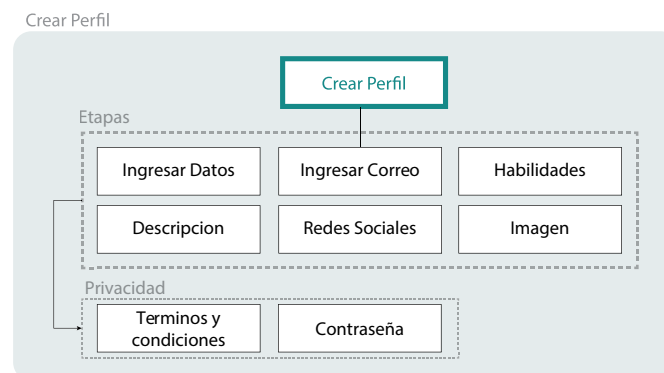 Crear Perfil
Crear Perfil
Etapas
Ingresar Datos
Ingresar Correo
Habilidades
Descripcion
Redes Sociales
Imagen
Privacidad
Terminos y
condiciones
Contraseña